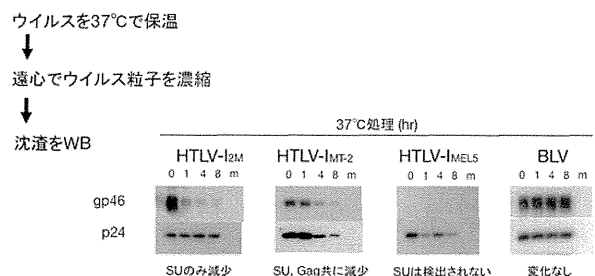 ウイルスを37℃で保温
遠心でウイルス粒子を濃縮
沈渣をWB
37℃処理 (hr)
HTLV-I2M HTLV-IMT-2 HTLV-IMEL5 BLV
0 1 4 8 m 0 1 4 8 m 0 1 4 8 m 0 1 4 8 m
gp46
p24
SUのみ減少 SU, Gag共に減少 SUは検出されない 変化なし